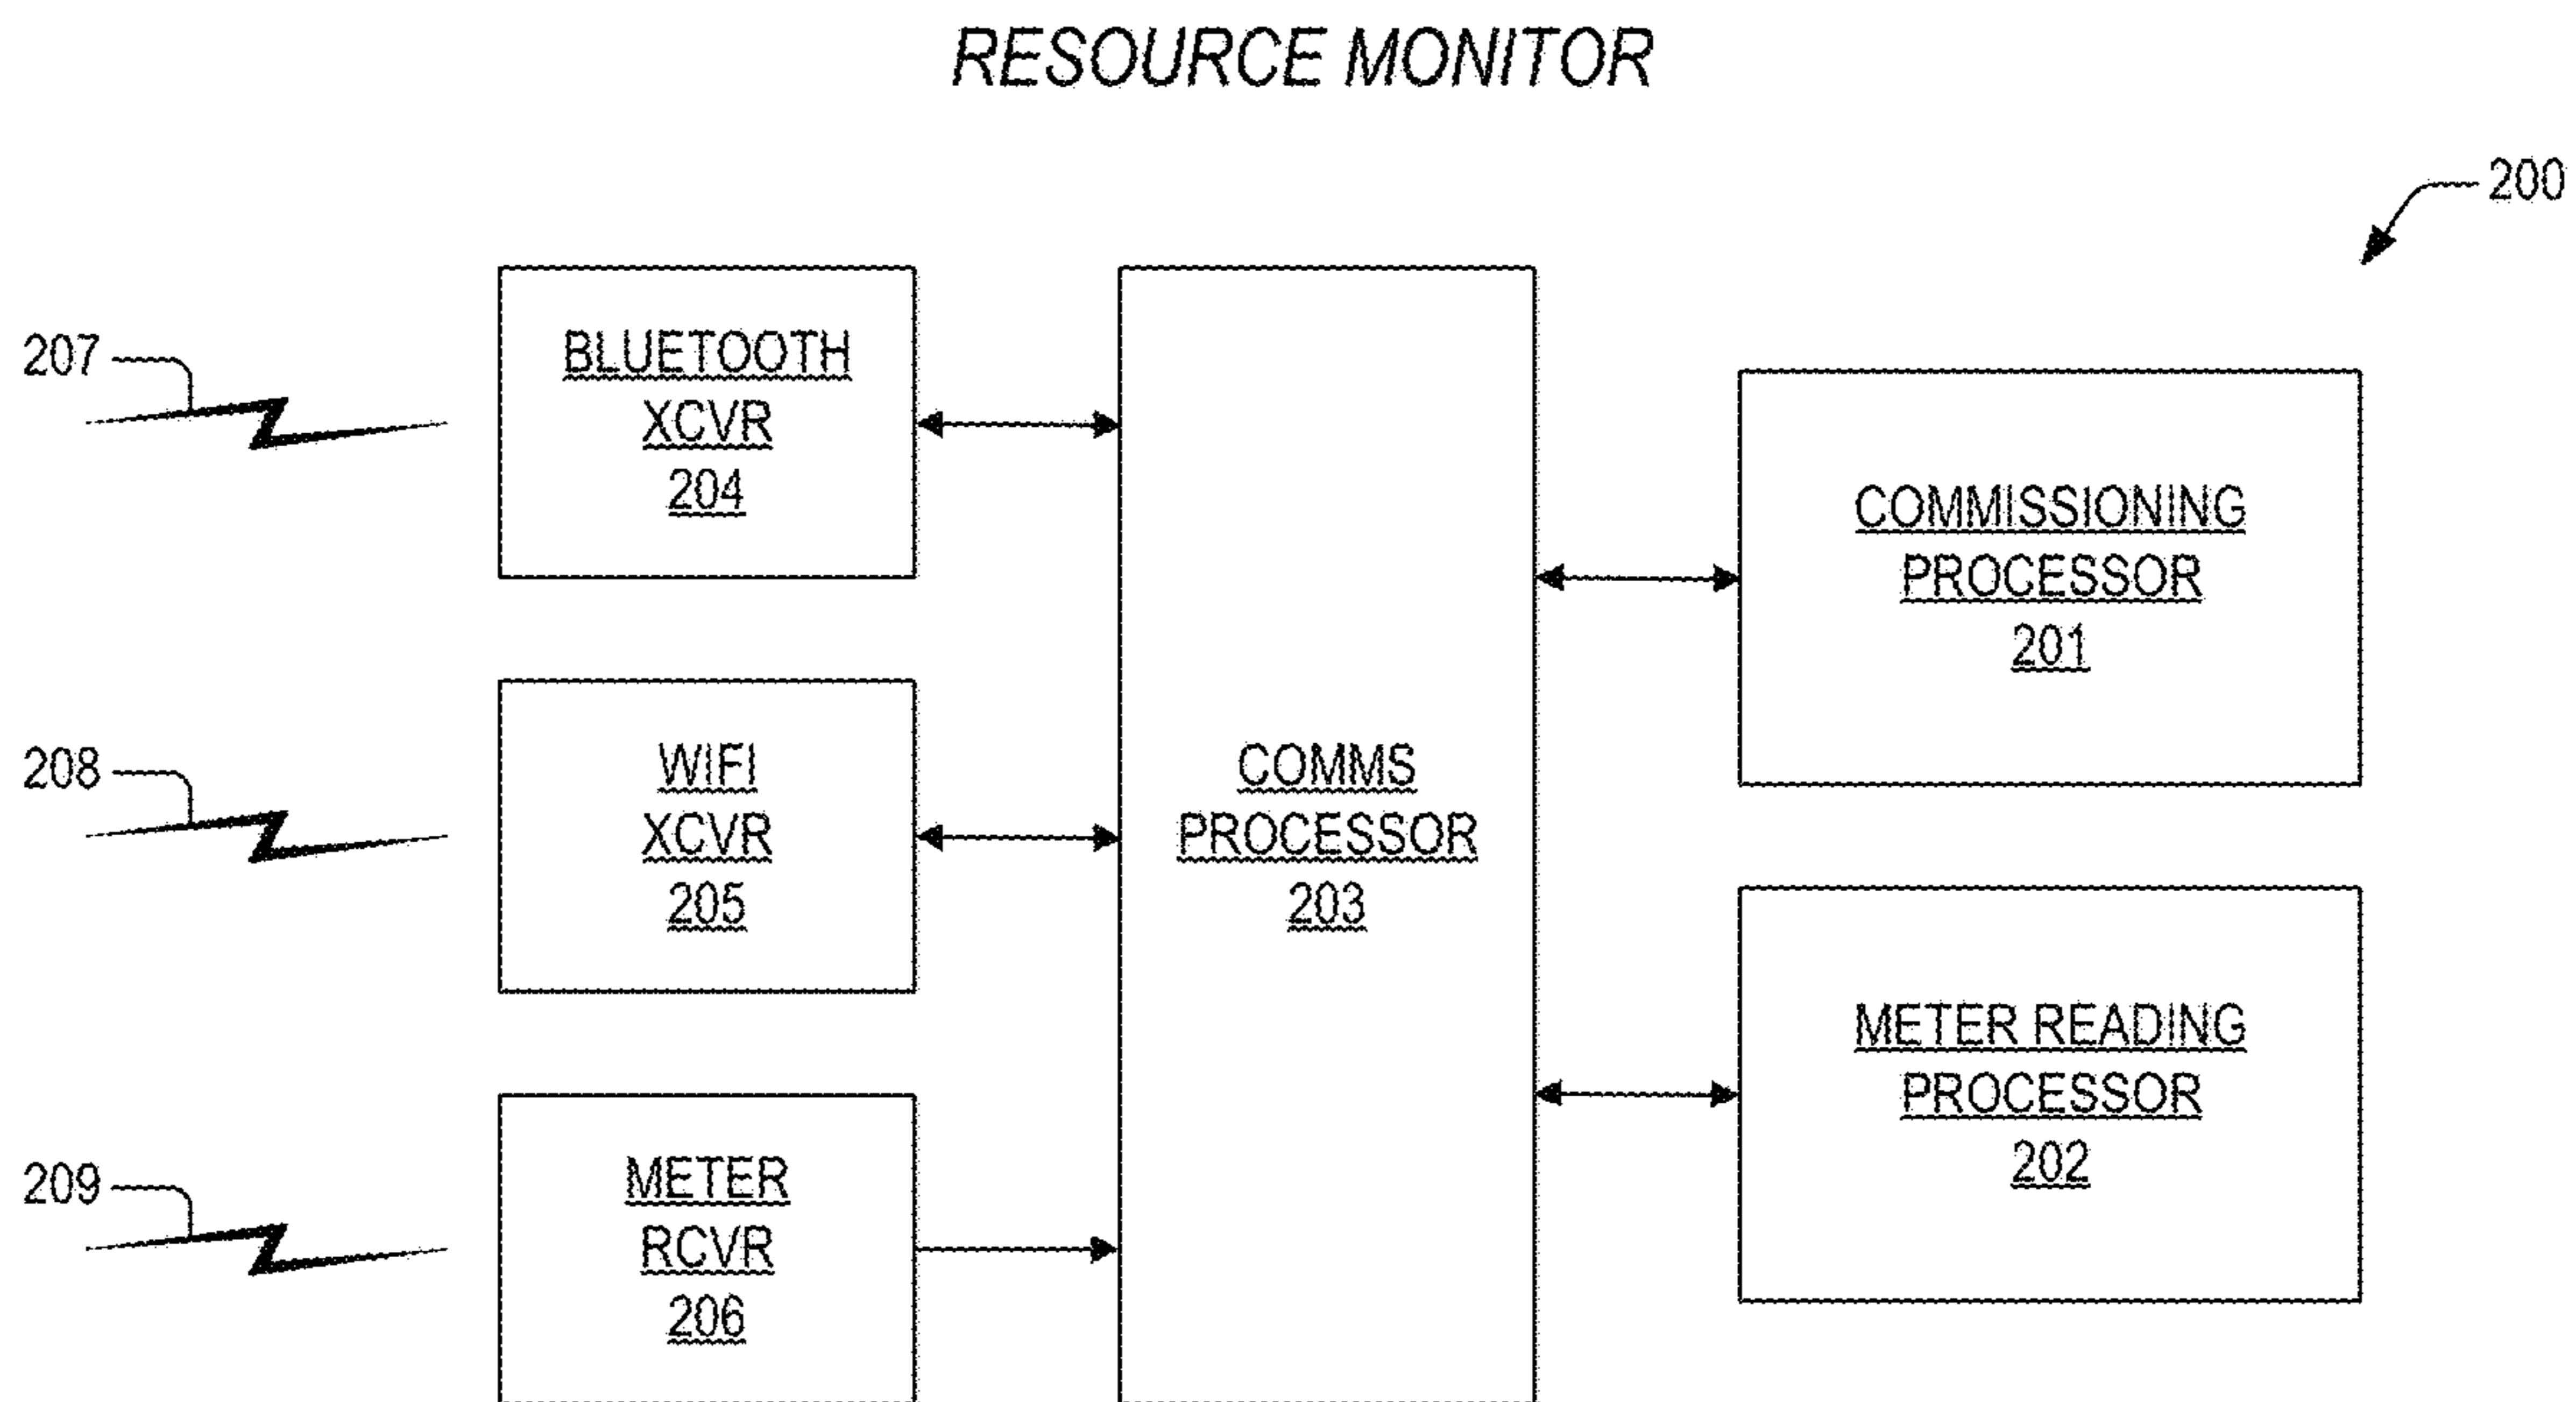 RESOURCE MONITOR
200
207
BLUETOOTH
XCVR
204
208
WIFI
XCVR
205
209
METER
RCVR
206
COMMS
PROCESSOR
203
COMMISSIONING
PROCESSOR
201
METER READING
PROCESSOR
202